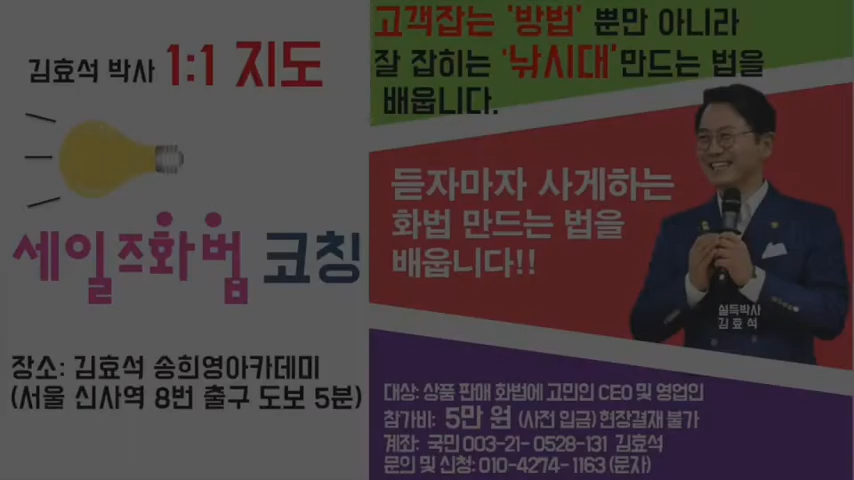 김효석 박사 1:1 지도
세일즈화법 코칭
장소: 김효석 송희영아카데미
(서울 신사역 8번 출구 도보 5분)
고객잡는 '방법' 뿐만 아니라
잘 잡히는 '낚시대'만드는 법을
배웁니다.
듣자마자 사게하는
화법 만드는 법을
배웁니다!!
설득박사
김효석
대상: 상품 판매 화법에 고민인 CEO 및 영업인
참가비: 5만 원 (사전 입금) 현장결재 불가
계좌: 국민 003-21- 0528-131 김효석
문의 및 신청: 010-4274-1163 (문자)